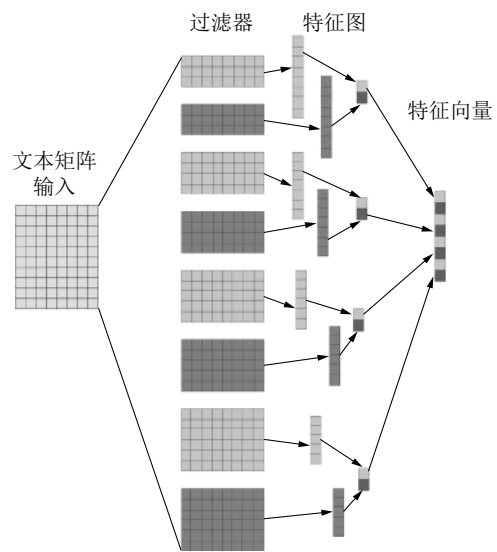 过滤器
特征图
特征向量
文本矩阵
输入